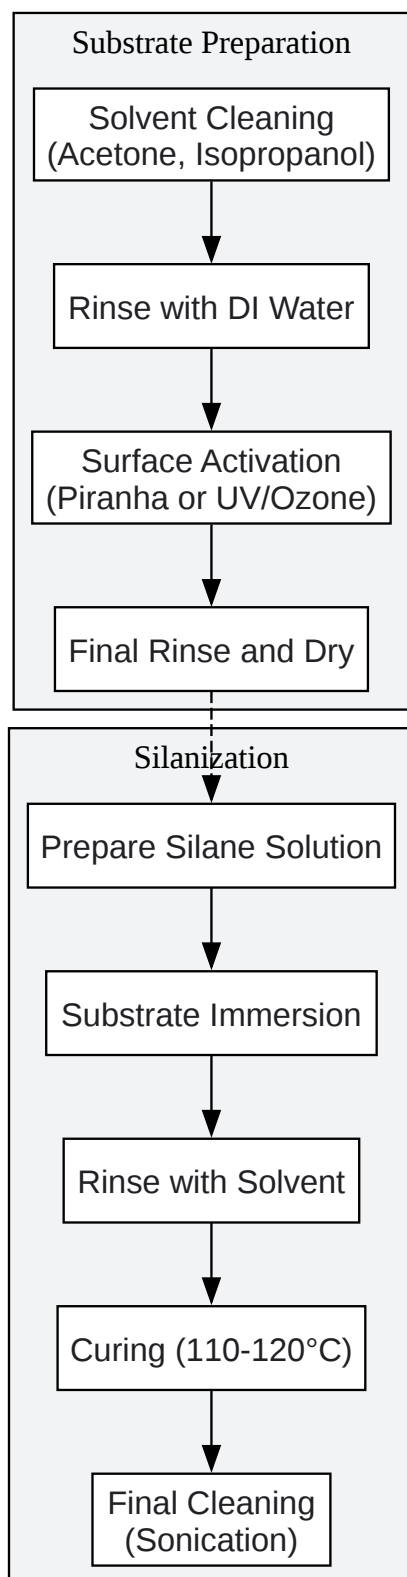 Substrate Preparation
Solvent Cleaning
(Acetone, Isopropanol)
Rinse with DI Water
Surface Activation
(Piranha or UV/Ozone)
Final Rinse and Dry
Silanization
Prepare Silane Solution
Substrate Immersion
Rinse with Solvent
Curing (110-120°C)
Final Cleaning
(Sonication)